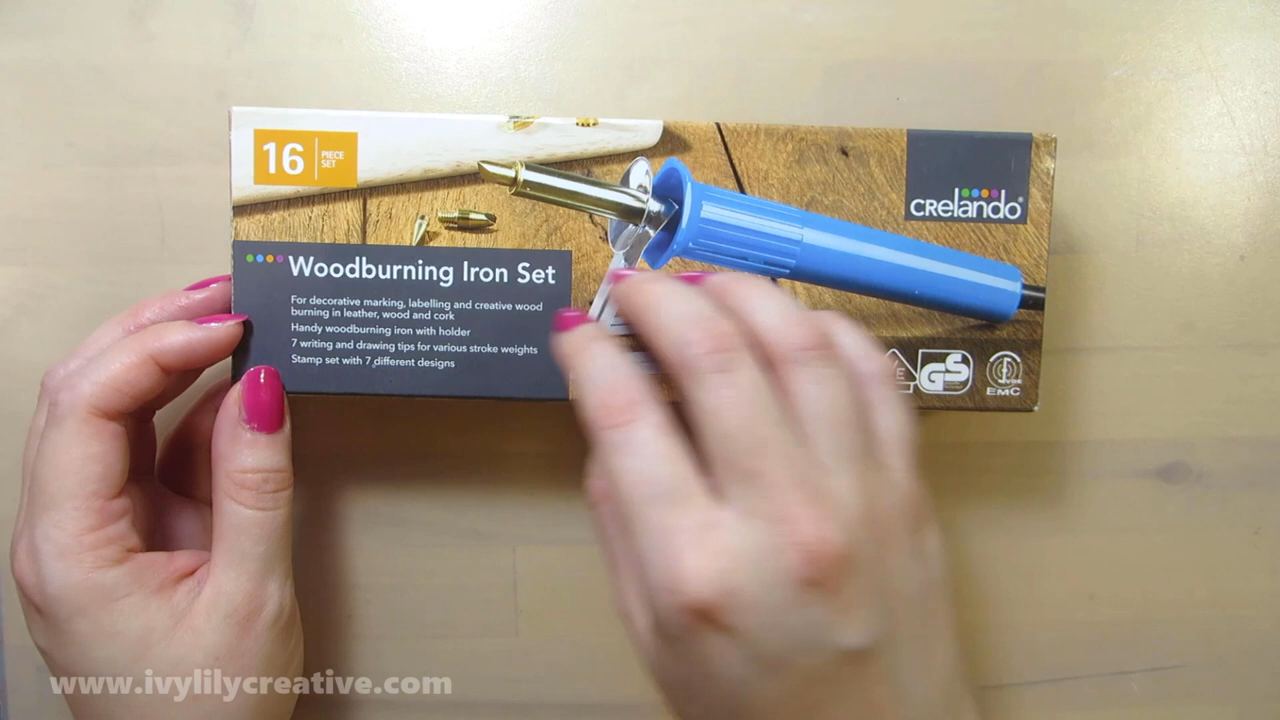 16 PIECE
SET
crelando®
Woodburning Iron Set
For decorative marking, labelling and creative wood
burning in leather, wood and cork
Handy woodburning iron with holder
7 writing and drawing tips for various stroke weights
Stamp set with 7 different designs
GS
EMC
www.ivylilycreative.com